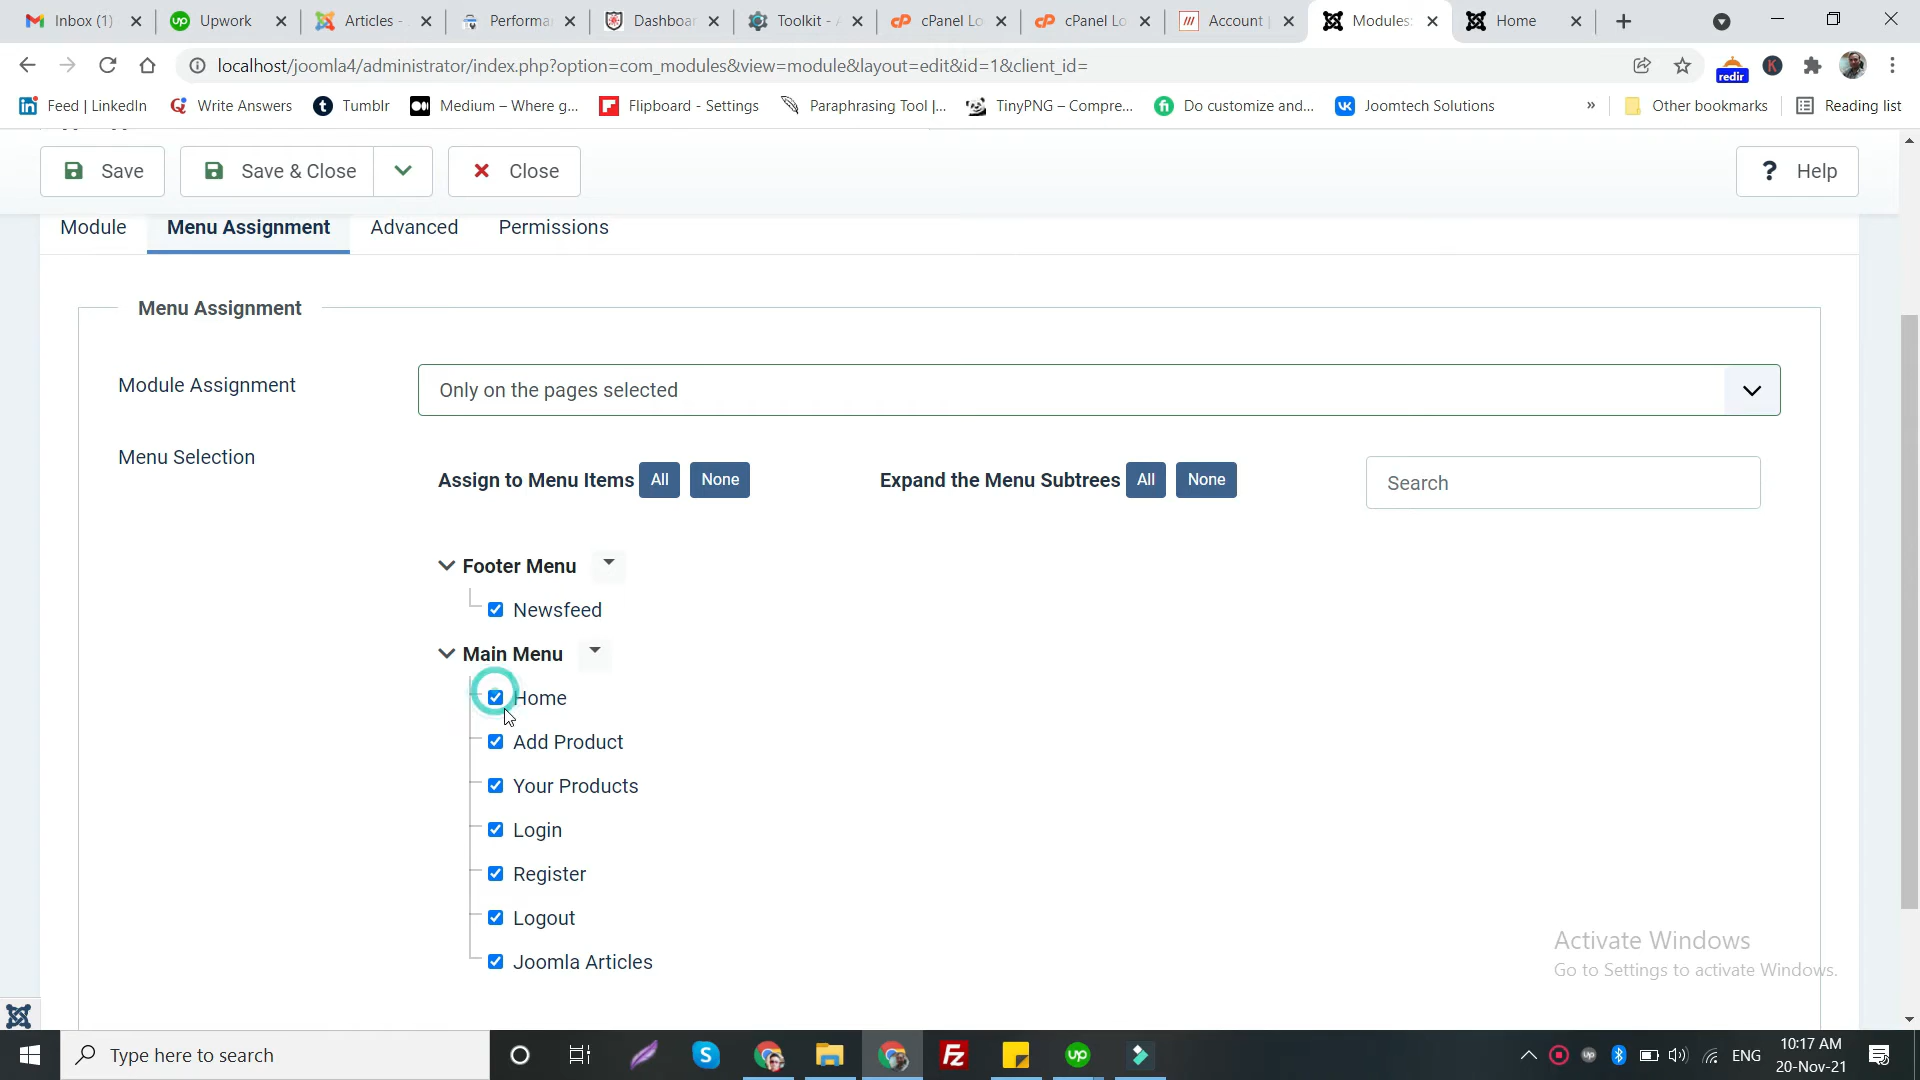 Inbox (1)
Upwork
Articles -
Performa
Dashboar
Toolkit -
cPanel Lo
cPanel Lo
Account
Modules:
Home
localhost/joomla4/administrator/index.php?option=com_modules&view=module&layout=edit&id=1&client_id=
redir
K
Feed | LinkedIn
Write Answers
Tumblr
Medium – Where g...
Flipboard - Settings
Paraphrasing Tool |...
TinyPNG – Compre...
Do customize and...
Joomtech Solutions
»
Other bookmarks
Reading list
Save
Save & Close
Close
? Help
Module
Menu Assignment
Advanced
Permissions
Menu Assignment
Module Assignment
Only on the pages selected
Menu Selection
Assign to Menu Items All None
Expand the Menu Subtrees All None
Search
Footer Menu
Newsfeed
Main Menu
Home
Add Product
Your Products
Login
Register
Logout
Joomla Articles
Activate Windows
Go to Settings to activate Windows.
Type here to search
ENG
10:17 AM
20-Nov-21